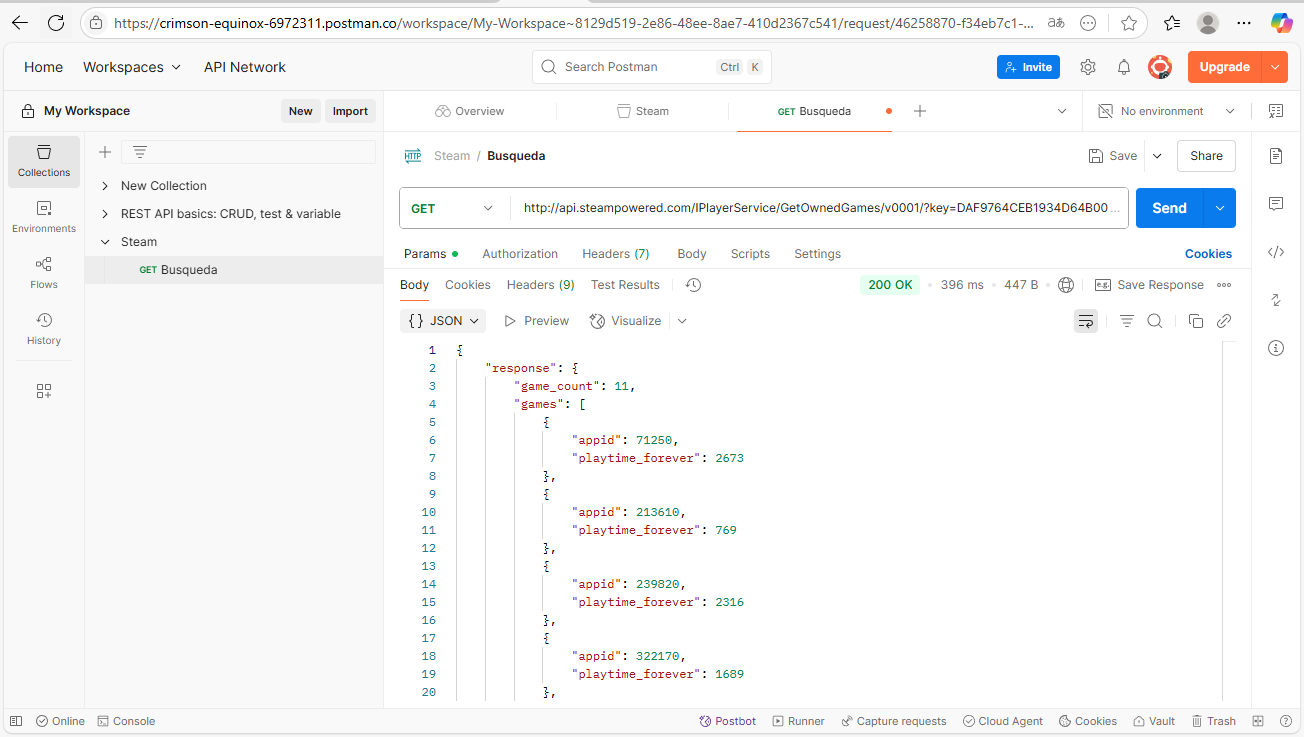 https://crimson-equinox-6972311.postman.co/workspace/My-Workspace~8129d519-2e86-48ee-8ae7-410d2367c541/request/46258870-f34eb7c1-...
Home Workspaces API Network Search Postman Ctrl K Invite Upgrade
My Workspace New Import
Overview Steam GET Busqueda No environment
Collections
Environments
Flows
History
New Collection
REST API basics: CRUD, test & variable
Steam
GET Busqueda
HTTP Steam / Busqueda Save Share
GET http://api.steampowered.com/IPlayerService/GetOwnedGames/v0001/?key=DAF9764CEB1934D64B00 ... Send
Params Authorization Headers (7) Body Scripts Settings Cookies
Body Cookies Headers (9) Test Results 200 OK 396 ms 447 B e.g. Save Response
{} JSON Preview Visualize
1 {
2 "response": {
3 "game_count": 11,
4 "games": [
5 {
6 "appid": 71250,
7 "playtime_forever": 2673
8 },
9 {
10 "appid": 213610,
11 "playtime_forever": 769
12 },
13 {
14 "appid": 239820,
15 "playtime_forever": 2316
16 },
17 {
18 "appid": 322170,
19 "playtime_forever": 1689
20 },
Online Console Postbot Runner Capture requests Cloud Agent Cookies Vault Trash